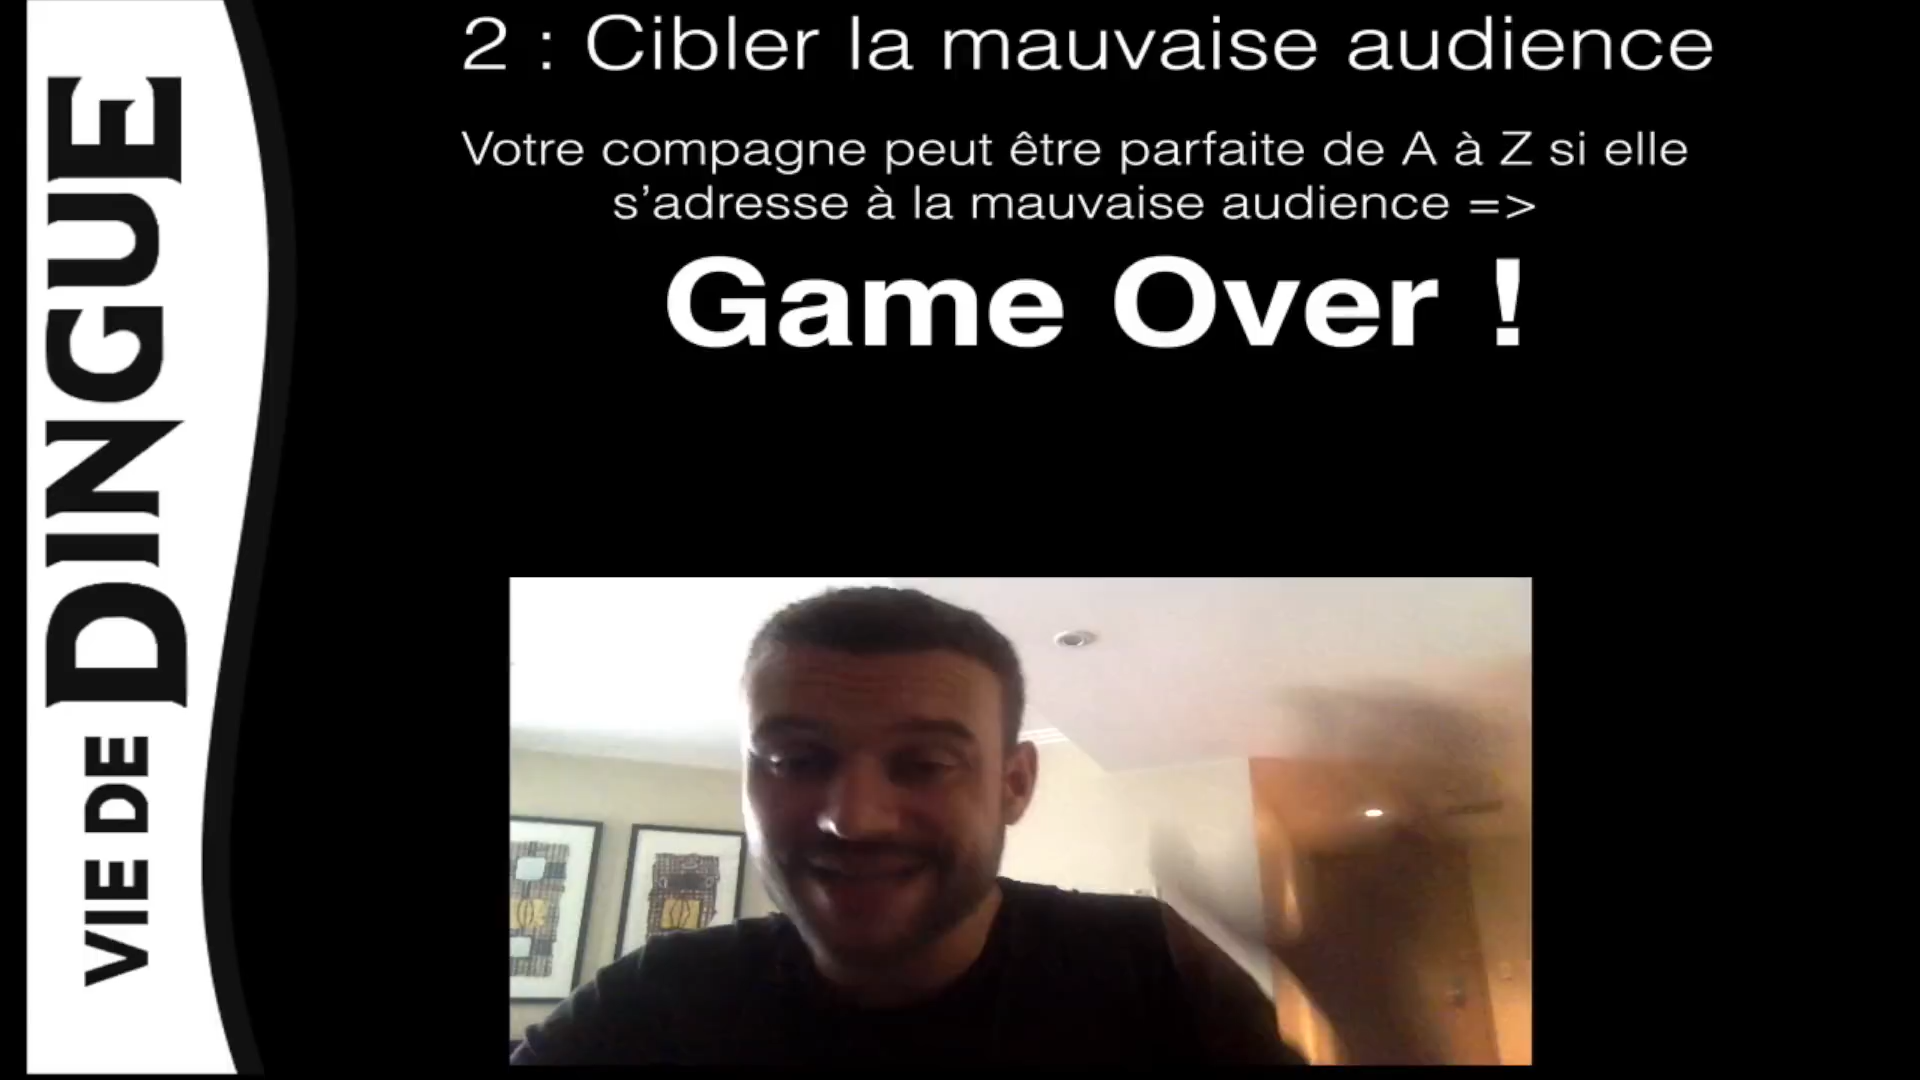 2 : Cibler la mauvaise audience
Votre compagne peut être parfaite de A à Z si elle
s’adresse à la mauvaise audience =>
Game Over !
VIE DE DINGUE